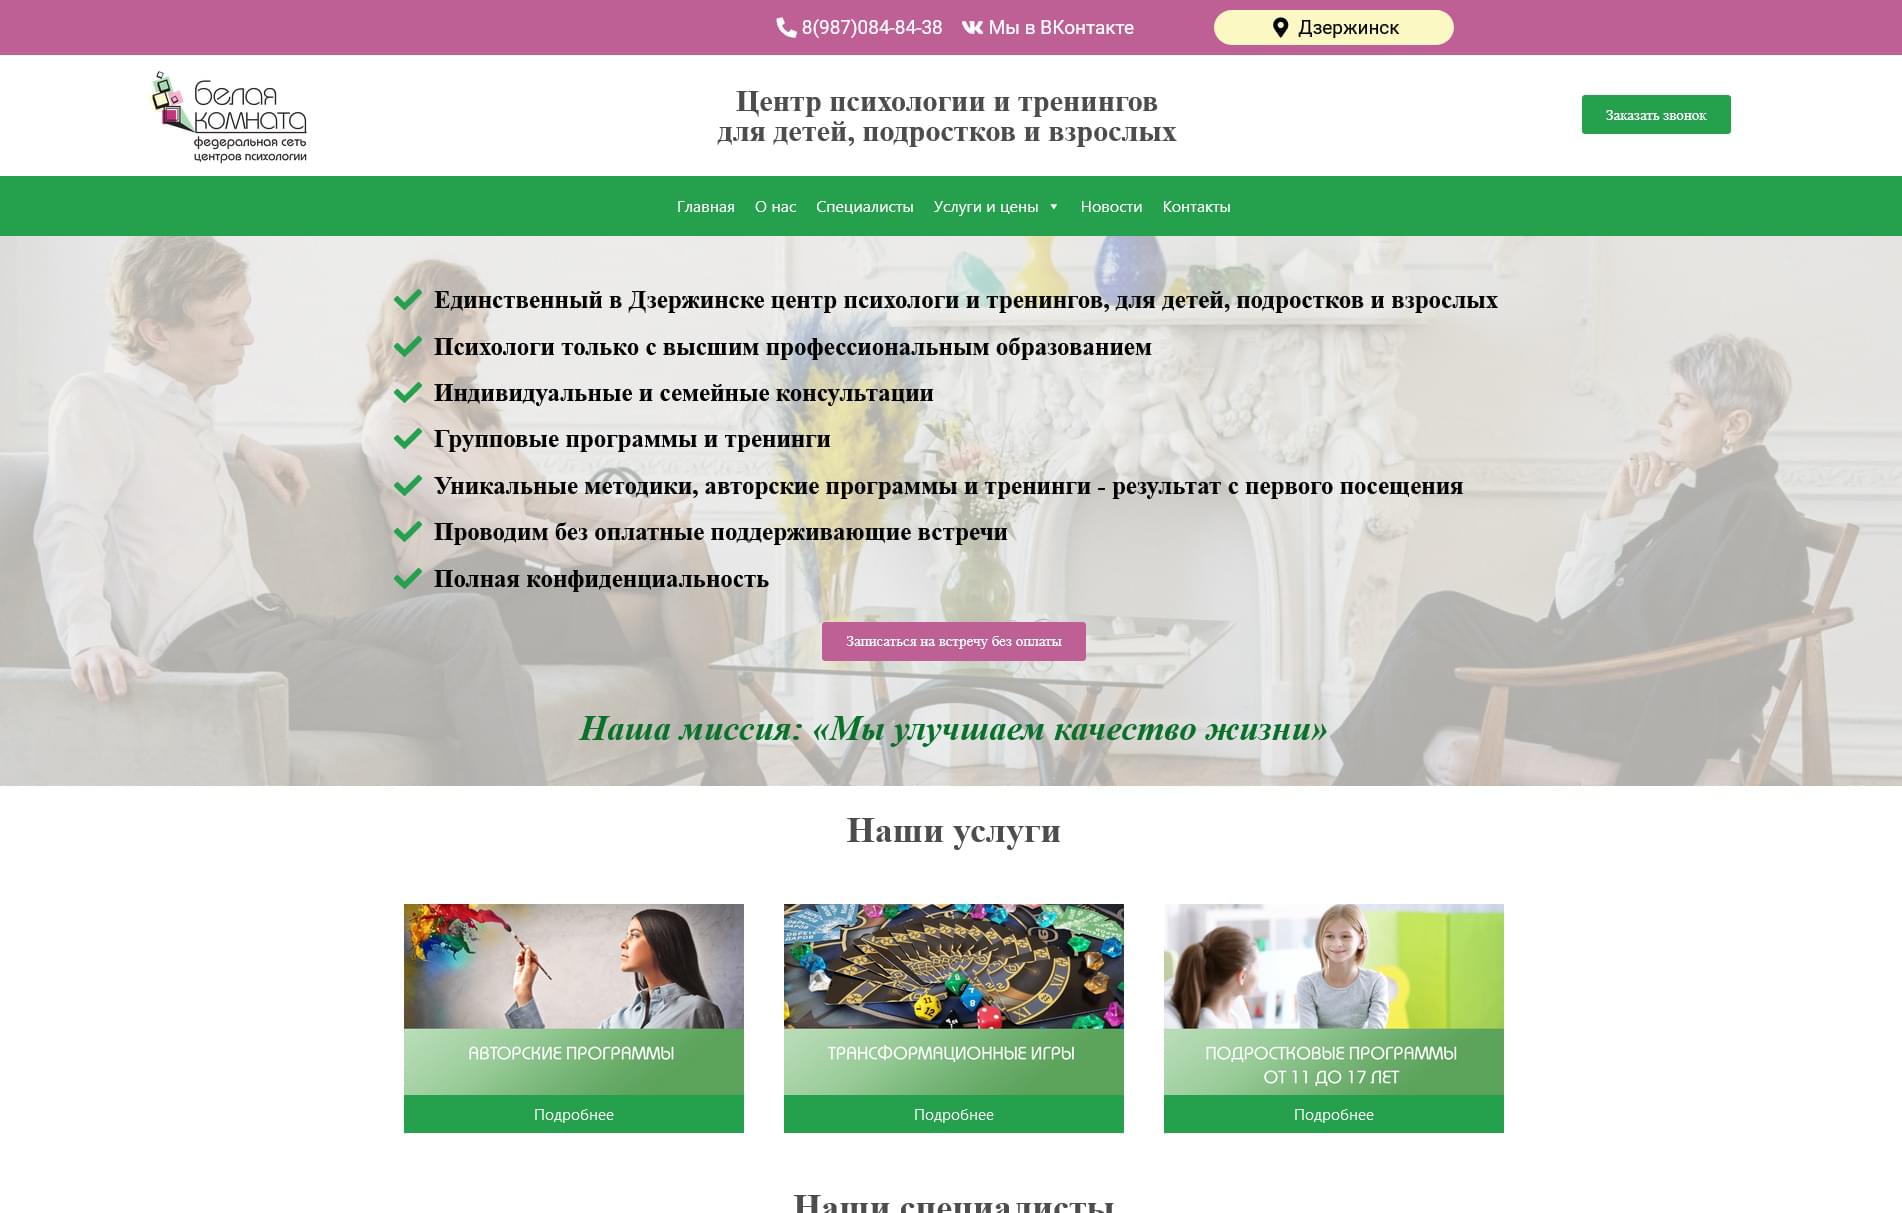 8(987)084-84-38 Мы в ВКонтакте Дзержинск
белая
комната
федеральная сеть
центров психологии
Центр психологии и тренингов
для детей, подростков и взрослых
Заказать звонок
Главная О нас Специалисты Услуги и цены Новости Контакты
Единственный в Дзержинске центр психологи и тренингов, для детей, подростков и взрослых
Психологи только с высшим профессиональным образованием
Индивидуальные и семейные консультации
Групповые программы и тренинги
Уникальные методики, авторские программы и тренинги - результат с первого посещения
Проводим без оплатные поддерживающие встречи
Полная конфиденциальность
Записаться на встречу без оплаты
Наша миссия: «Мы улучшаем качество жизни»
Наши услуги
АВТОРСКИЕ ПРОГРАММЫ
Подробнее
ТРАНСФОРМАЦИОННЫЕ ИГРЫ
Подробнее
ПОДРОСТКОВЫЕ ПРОГРАММЫ
ОТ 11 ДО 17 ЛЕТ
Подробнее
Наши специалисты